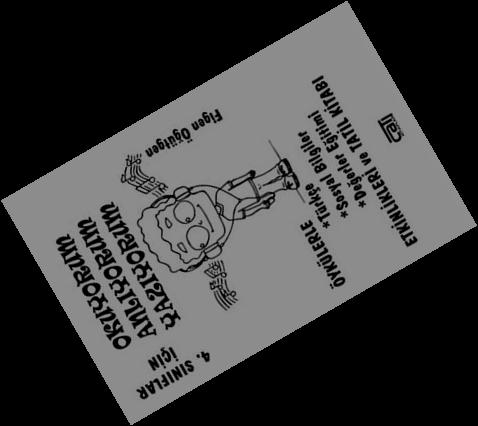 4. SINIFLAR
İÇİN
OKUYORUM
ANLIYORUM
YAZIYORUM
Figen Öğütgen
ÖYKÜLERLE
*Türkçe
*Sosyal Bilgiler
*Değerler Eğitimi
ETKİNLİKLERİ ve TATİL KİTABI